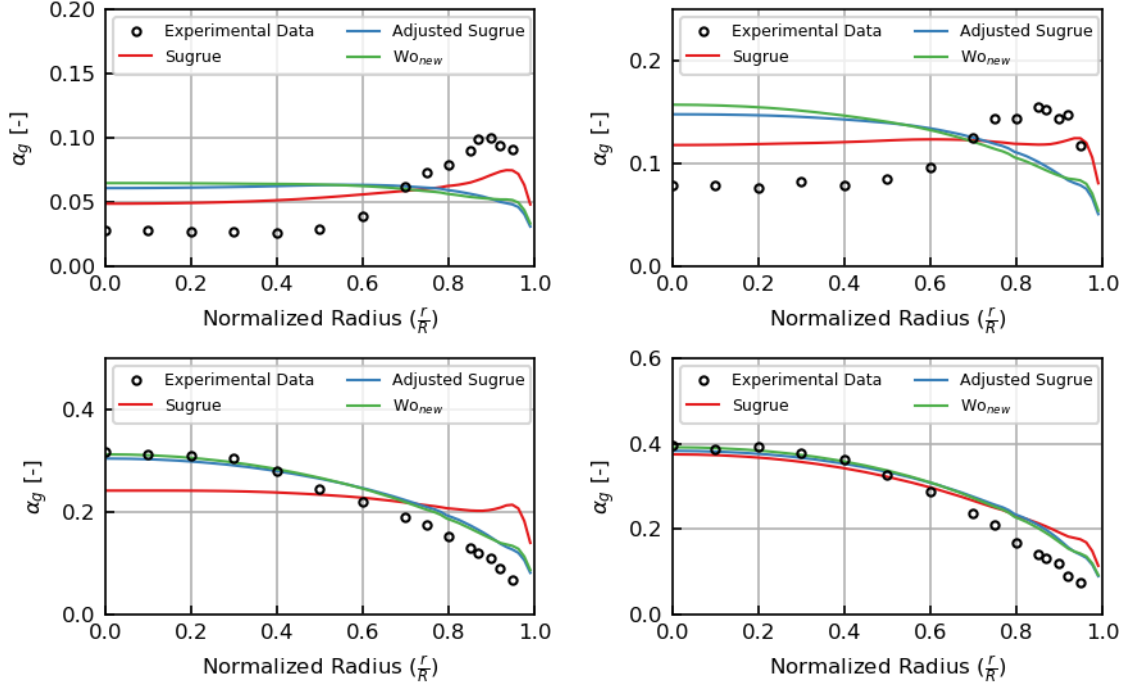 0.20
0.15
0.10
0.05
0.00
α_g [-]
Experimental Data
Sugrue
Adjusted Sugrue
Wo_new
0.0 0.2 0.4 0.6 0.8 1.0
Normalized Radius (r/R)
0.2
0.1
0.0
α_g [-]
Experimental Data
Sugrue
Adjusted Sugrue
Wo_new
0.0 0.2 0.4 0.6 0.8 1.0
Normalized Radius (r/R)
0.4
0.2
0.0
α_g [-]
Experimental Data
Sugrue
Adjusted Sugrue
Wo_new
0.0 0.2 0.4 0.6 0.8 1.0
Normalized Radius (r/R)
0.6
0.4
0.2
0.0
α_g [-]
Experimental Data
Sugrue
Adjusted Sugrue
Wo_new
0.0 0.2 0.4 0.6 0.8 1.0
Normalized Radius (r/R)